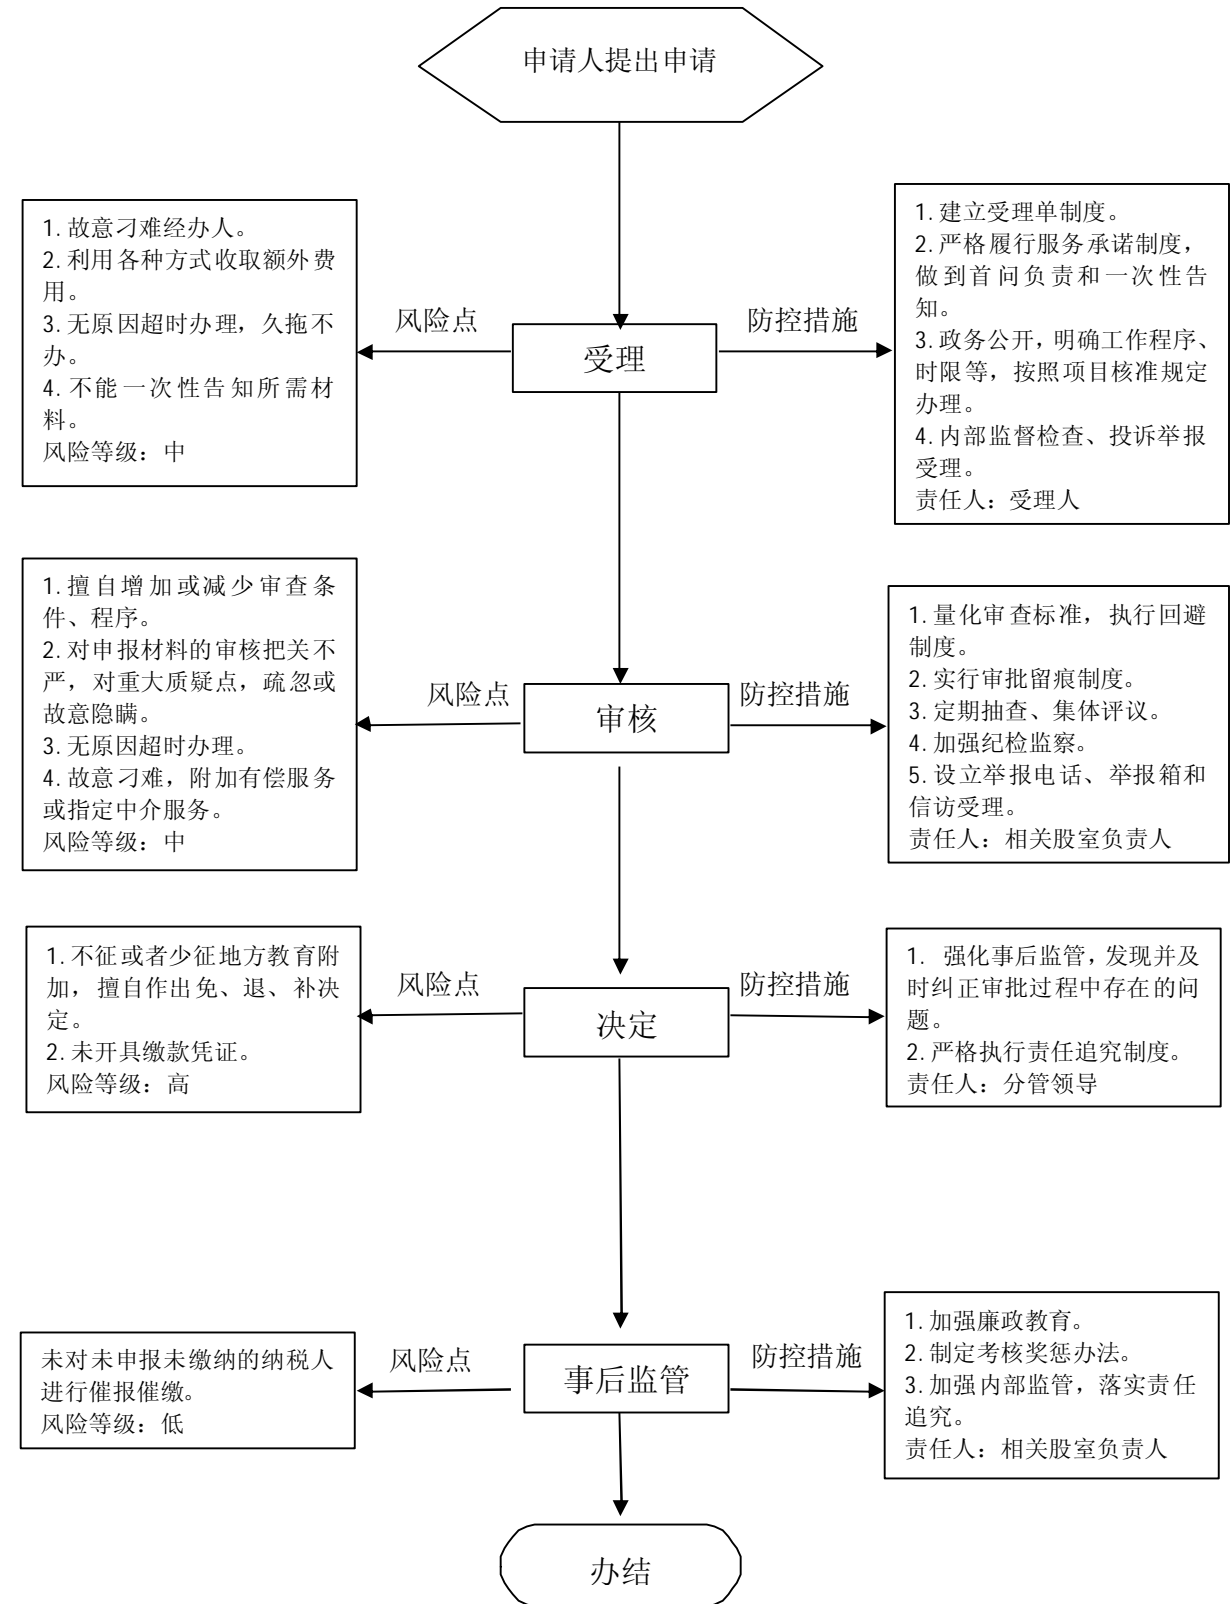 申请人提出申请
1.故意刁难经办人。
2.利用各种方式收取额外费
用。
3.无原因超时办理，久拖不
办。
4.不能一次性告知所需材
料。
风险等级：中
风险点
受理
防控措施
1.建立受理单制度。
2.严格履行服务承诺制度，
做到首问负责和一次性告
知。
3.政务公开，明确工作程序、
时限等，按照项目核准规定
办理。
4.内部监督检查、投诉举报
受理。
责任人：受理人
1.擅自增加或减少审查条
件、程序。
2.对申报材料的审核把关不
严，对重大质疑点，疏忽或
故意隐瞒。
3.无原因超时办理。
4.故意刁难，附加有偿服务
或指定中介服务。
风险等级：中
风险点
审核
防控措施
1.量化审查标准，执行回避
制度。
2.实行审批留痕制度。
3.定期抽查、集体评议。
4.加强纪检监察。
5.设立举报电话、举报箱和
信访受理。
责任人：相关股室负责人
1.不征或者少征地方教育附
加，擅自作出免、退、补决
定。
2.未开具缴款凭证。
风险等级：高
风险点
决定
防控措施
1. 强化事后监管，发现并及
时纠正审批过程中存在的问
题。
2.严格执行责任追究制度。
责任人：分管领导
未对未申报未缴纳的纳税人
进行催报催缴。
风险等级：低
风险点
事后监管
防控措施
1.加强廉政教育。
2.制定考核奖惩办法。
3.加强内部监管，落实责任
追究。
责任人：相关股室负责人
办结